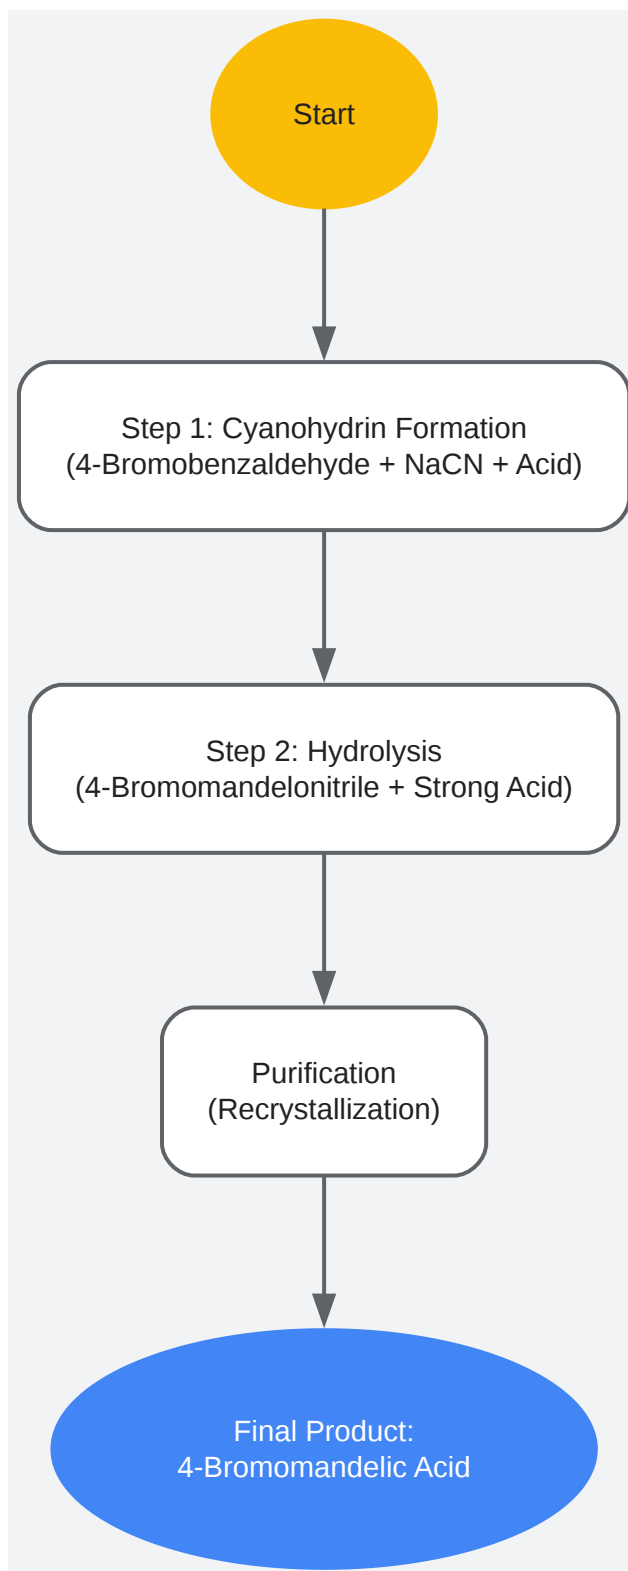 Start
Step 1: Cyanohydrin Formation
(4-Bromobenzaldehyde + NaCN + Acid)
Step 2: Hydrolysis
(4-Bromomandelonitrile + Strong Acid)
Purification
(Recrystallization)
Final Product:
4-Bromomandelic Acid